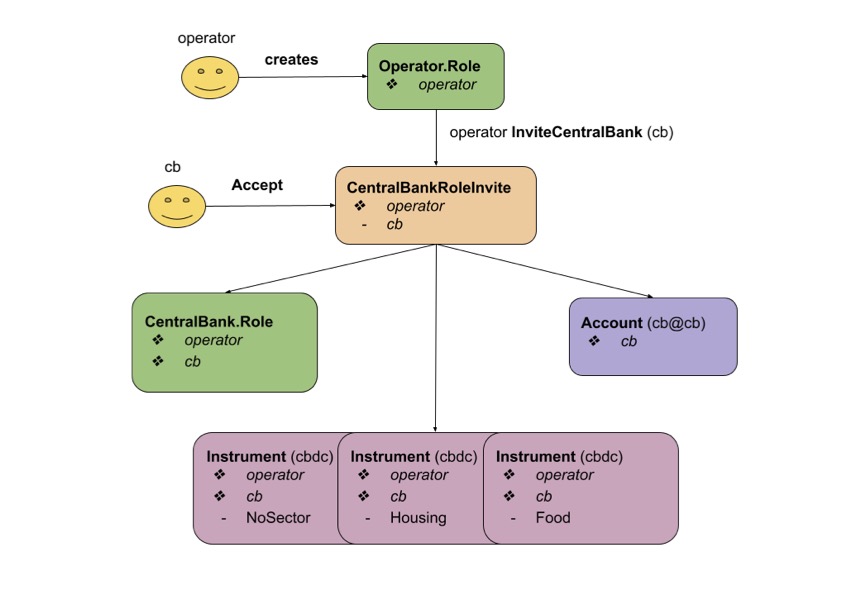 operator
creates
Operator.Role
❖ operator
operator InviteCentralBank (cb)
cb
Accept
CentralBankRoleInvite
❖ operator
- cb
CentralBank.Role
❖ operator
❖ cb
Account (cb@cb)
❖ cb
Instrument (cbdc)
❖ operator
❖ cb
- NoSector
Instrument (cbdc)
❖ operator
❖ cb
- Housing
Instrument (cbdc)
❖ operator
❖ cb
- Food